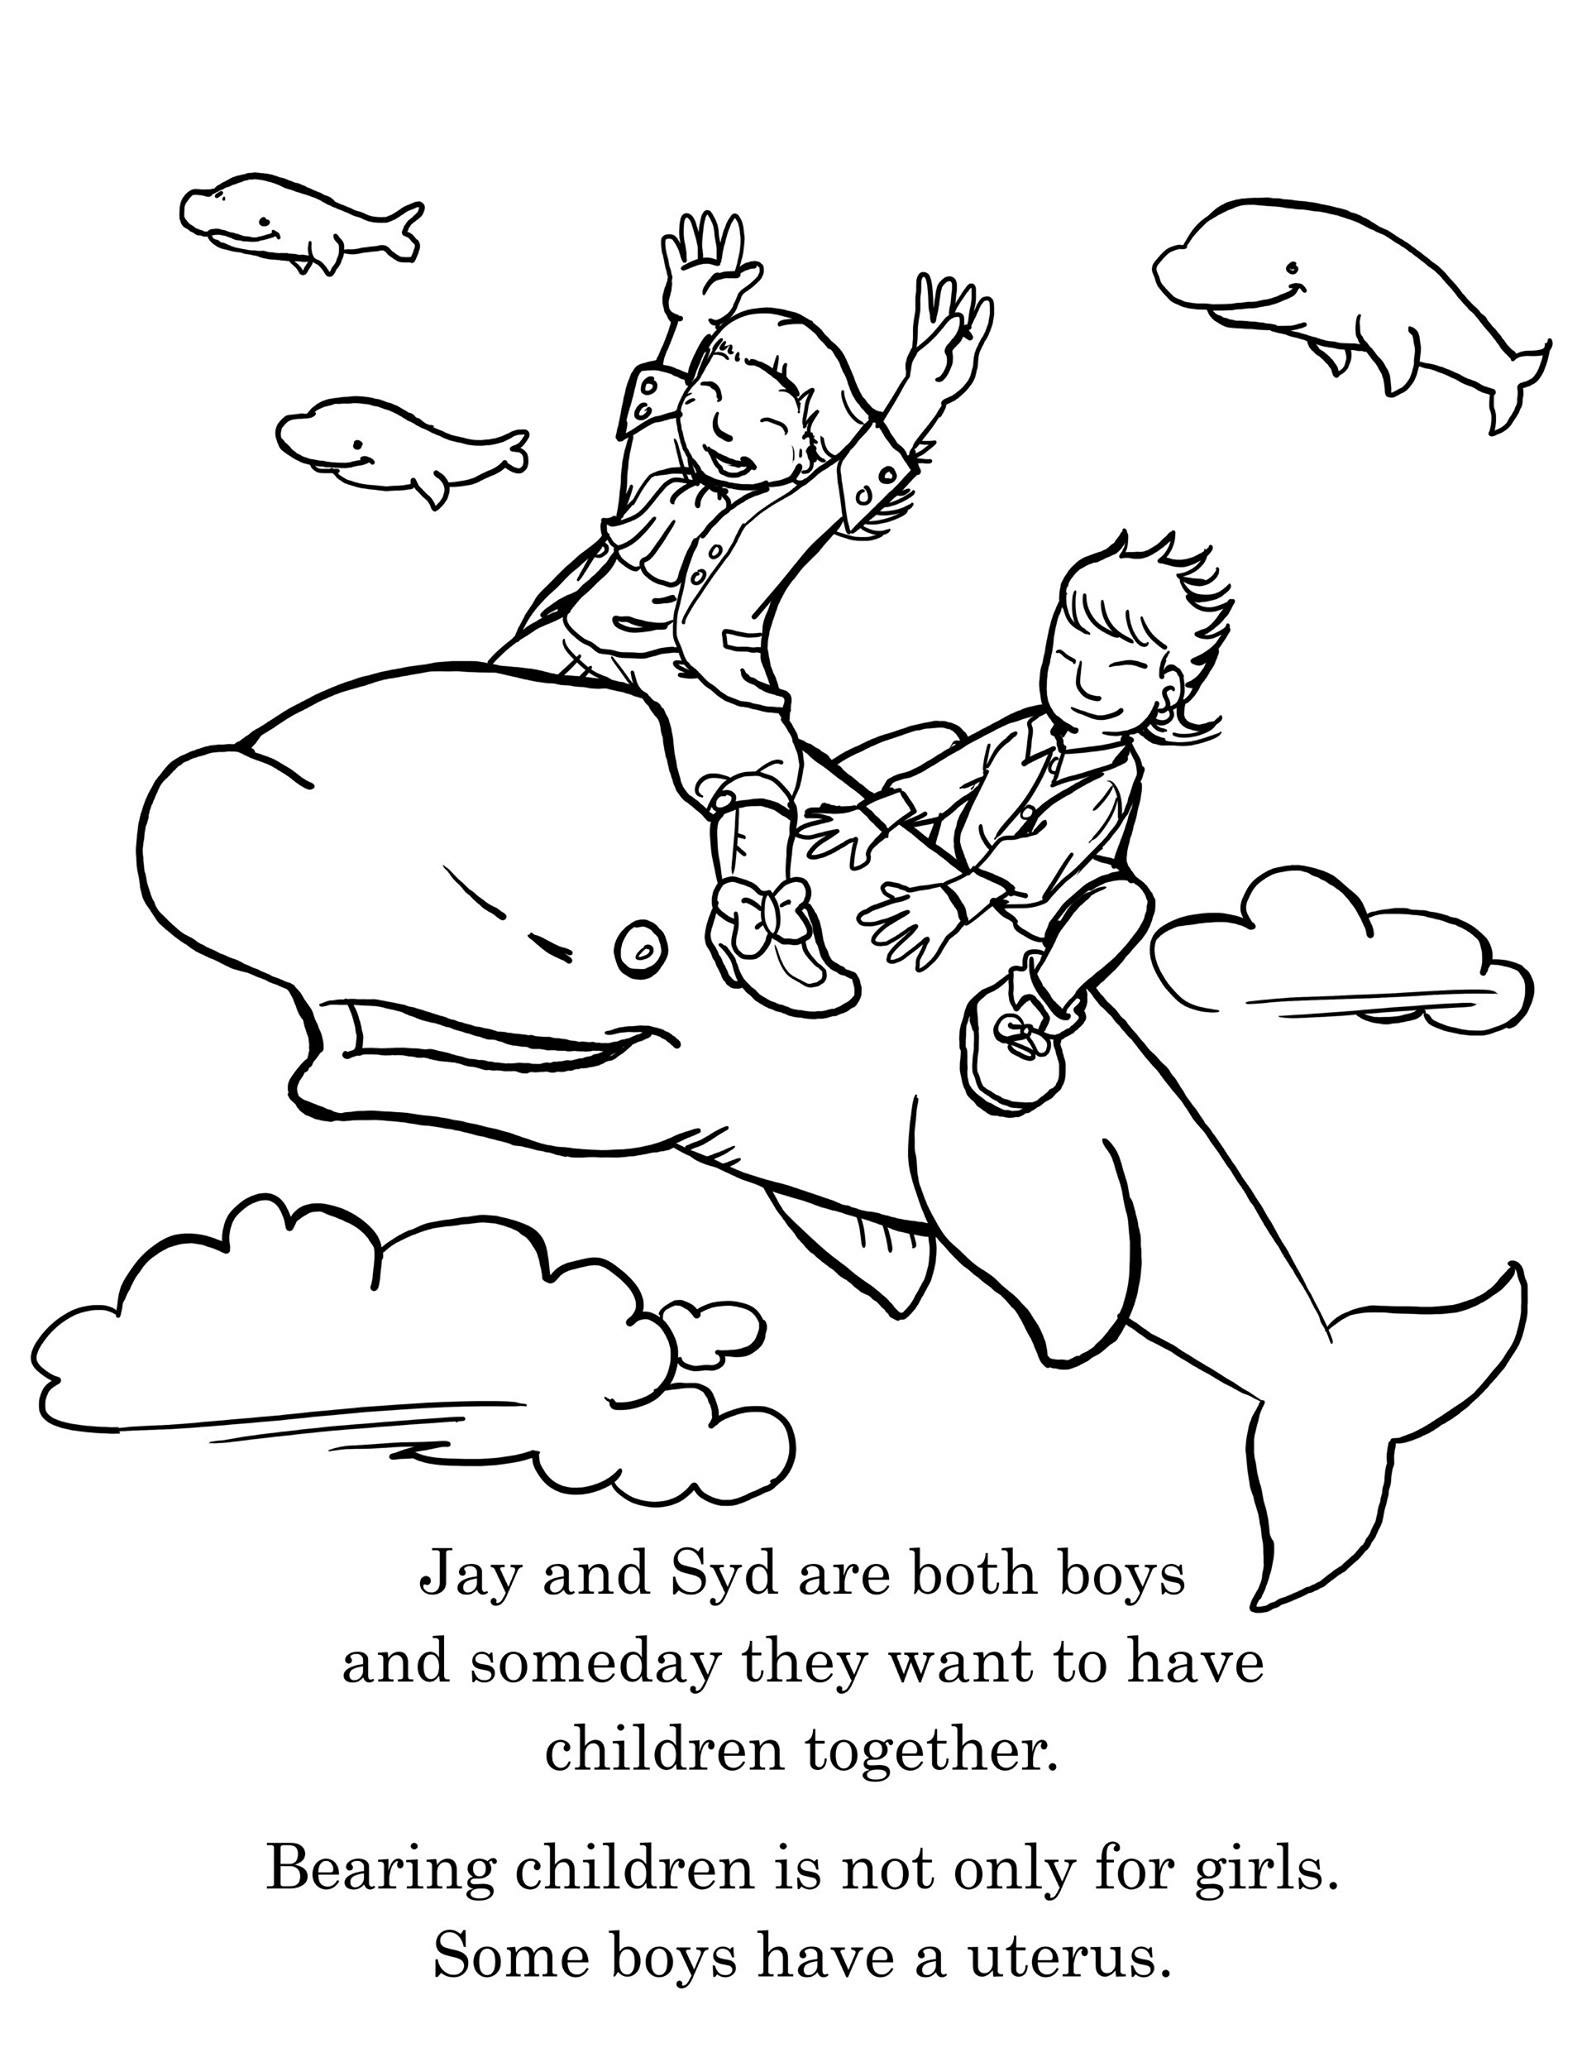 Jay and Syd are both boys
and someday they want to have
children together.
Bearing children is not only for girls.
Some boys have a uterus.